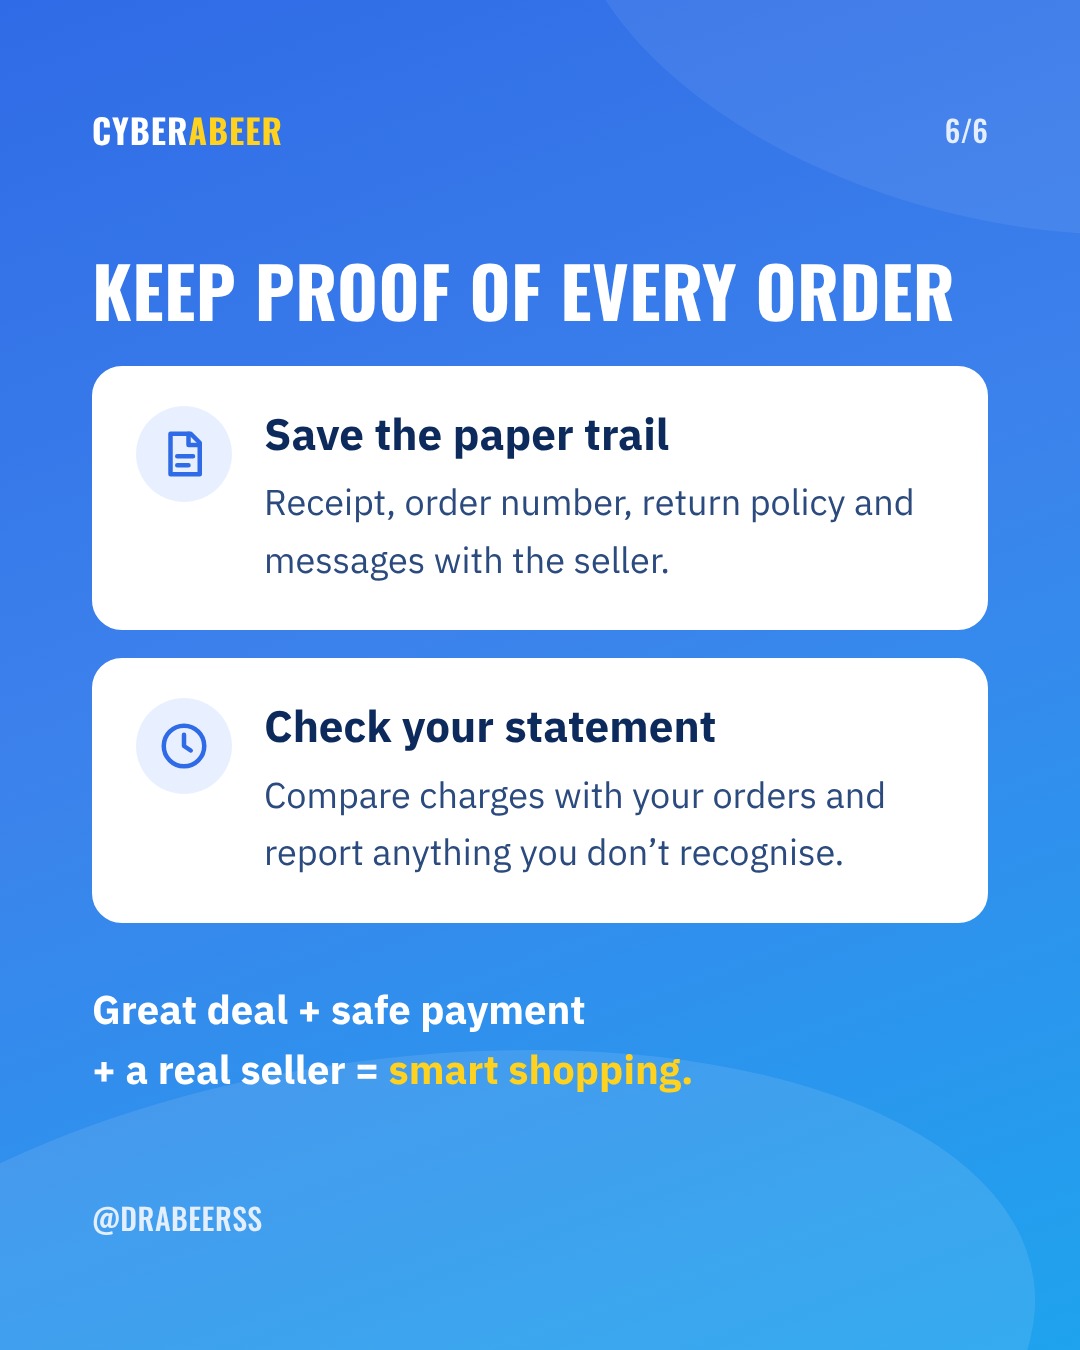 CYBERABEER
6/6
KEEP PROOF OF EVERY ORDER
Save the paper trail
Receipt, order number, return policy and
messages with the seller.
Check your statement
Compare charges with your orders and
report anything you don’t recognise.
Great deal + safe payment
+ a real seller = smart shopping.
@DRABEERSS